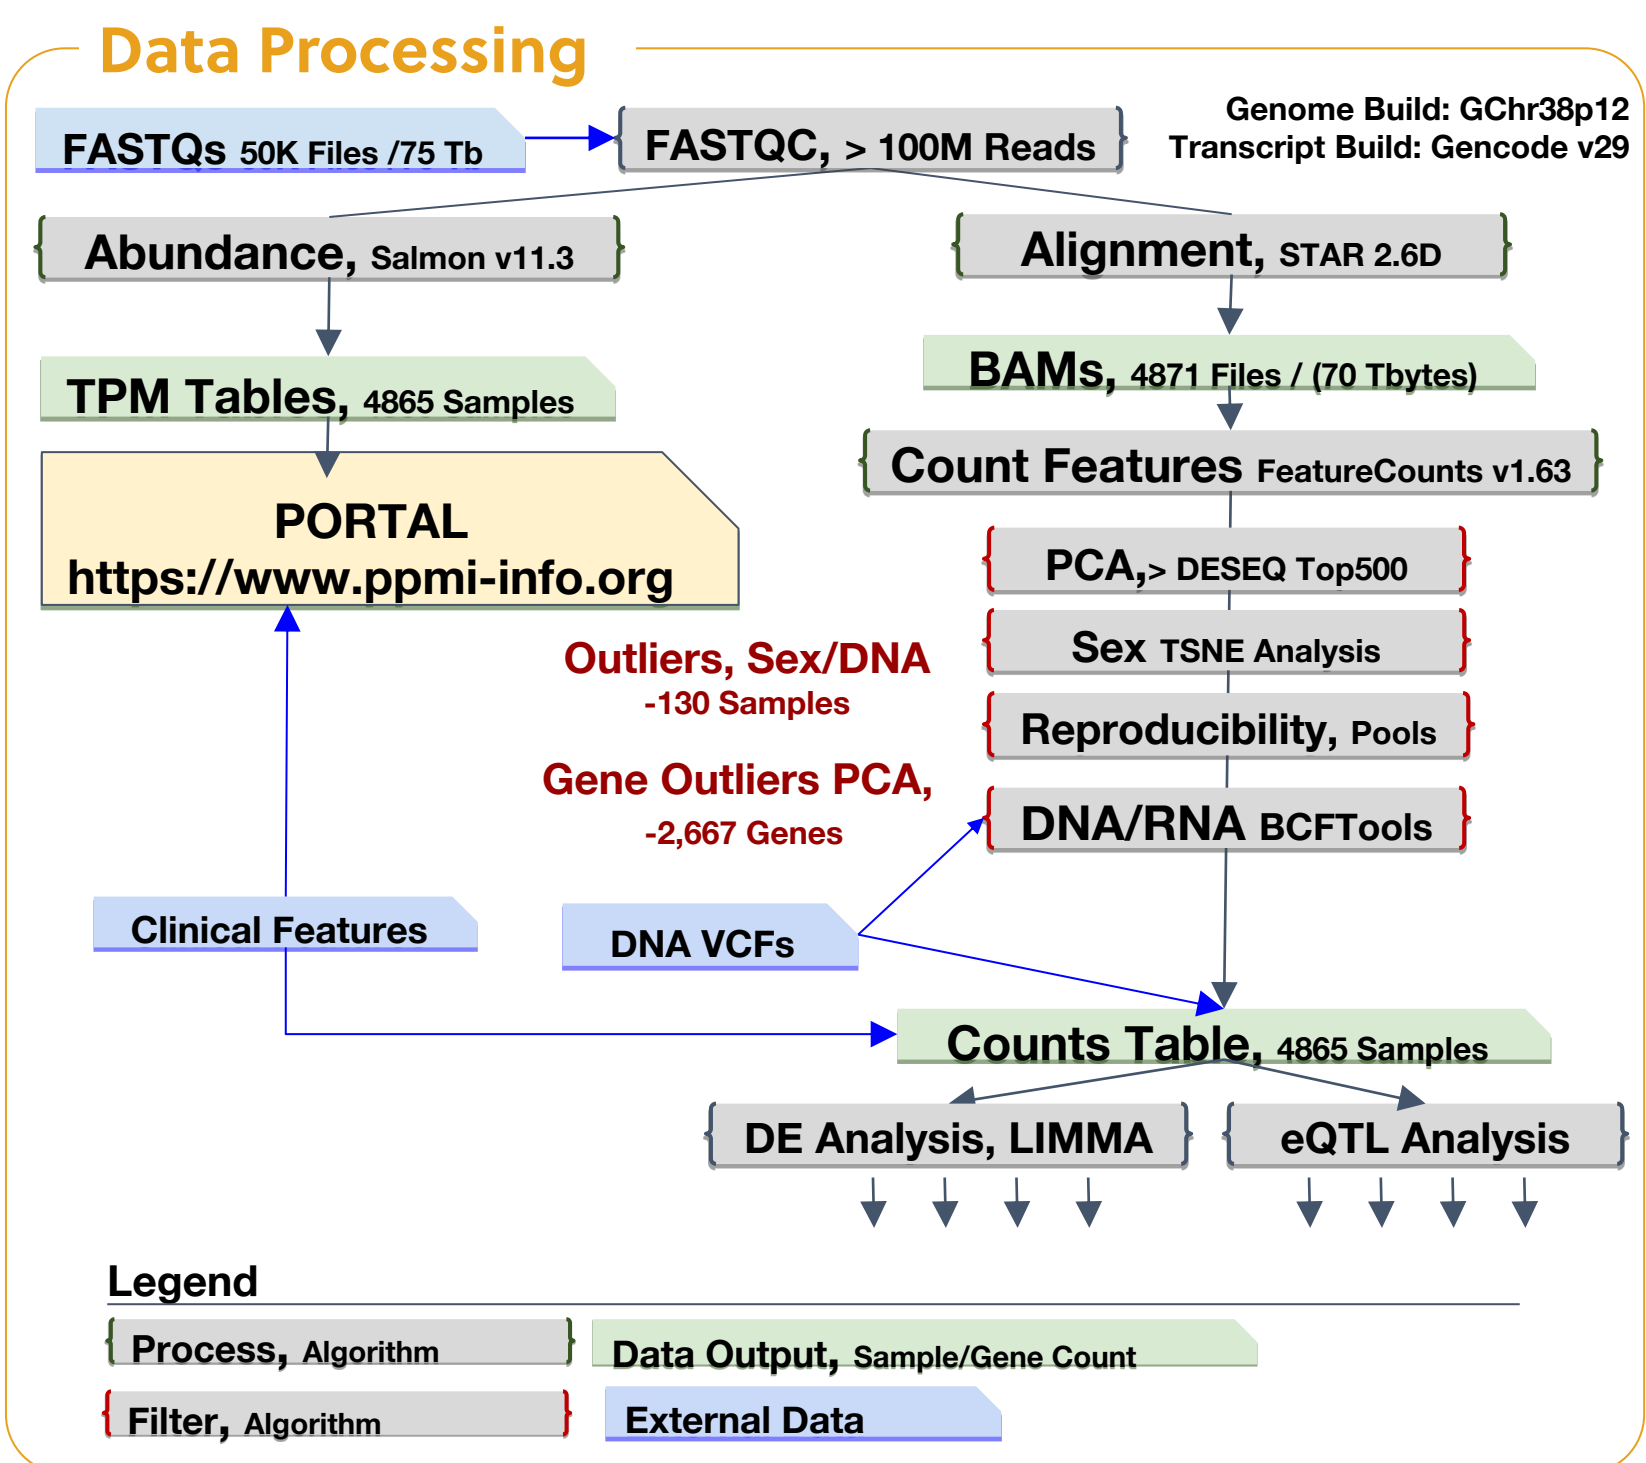 Data Processing
FASTQs 50K Files /75 Tb
FASTQC, > 100M Reads
Genome Build: GChr38p12
Transcript Build: Gencode v29
Abundance, Salmon v11.3
Alignment, STAR 2.6D
TPM Tables, 4865 Samples
BAMs, 4871 Files / (70 Tbytes)
Count Features FeatureCounts v1.63
PORTAL
https://www.ppmi-info.org
PCA,> DESEQ Top500
Sex TSNE Analysis
Outliers, Sex/DNA
-130 Samples
Reproducibility, Pools
Gene Outliers PCA,
-2,667 Genes
DNA/RNA BCFTools
Clinical Features
DNA VCFs
Counts Table, 4865 Samples
DE Analysis, LIMMA
eQTL Analysis
Legend
Process, Algorithm
Data Output, Sample/Gene Count
Filter, Algorithm
External Data